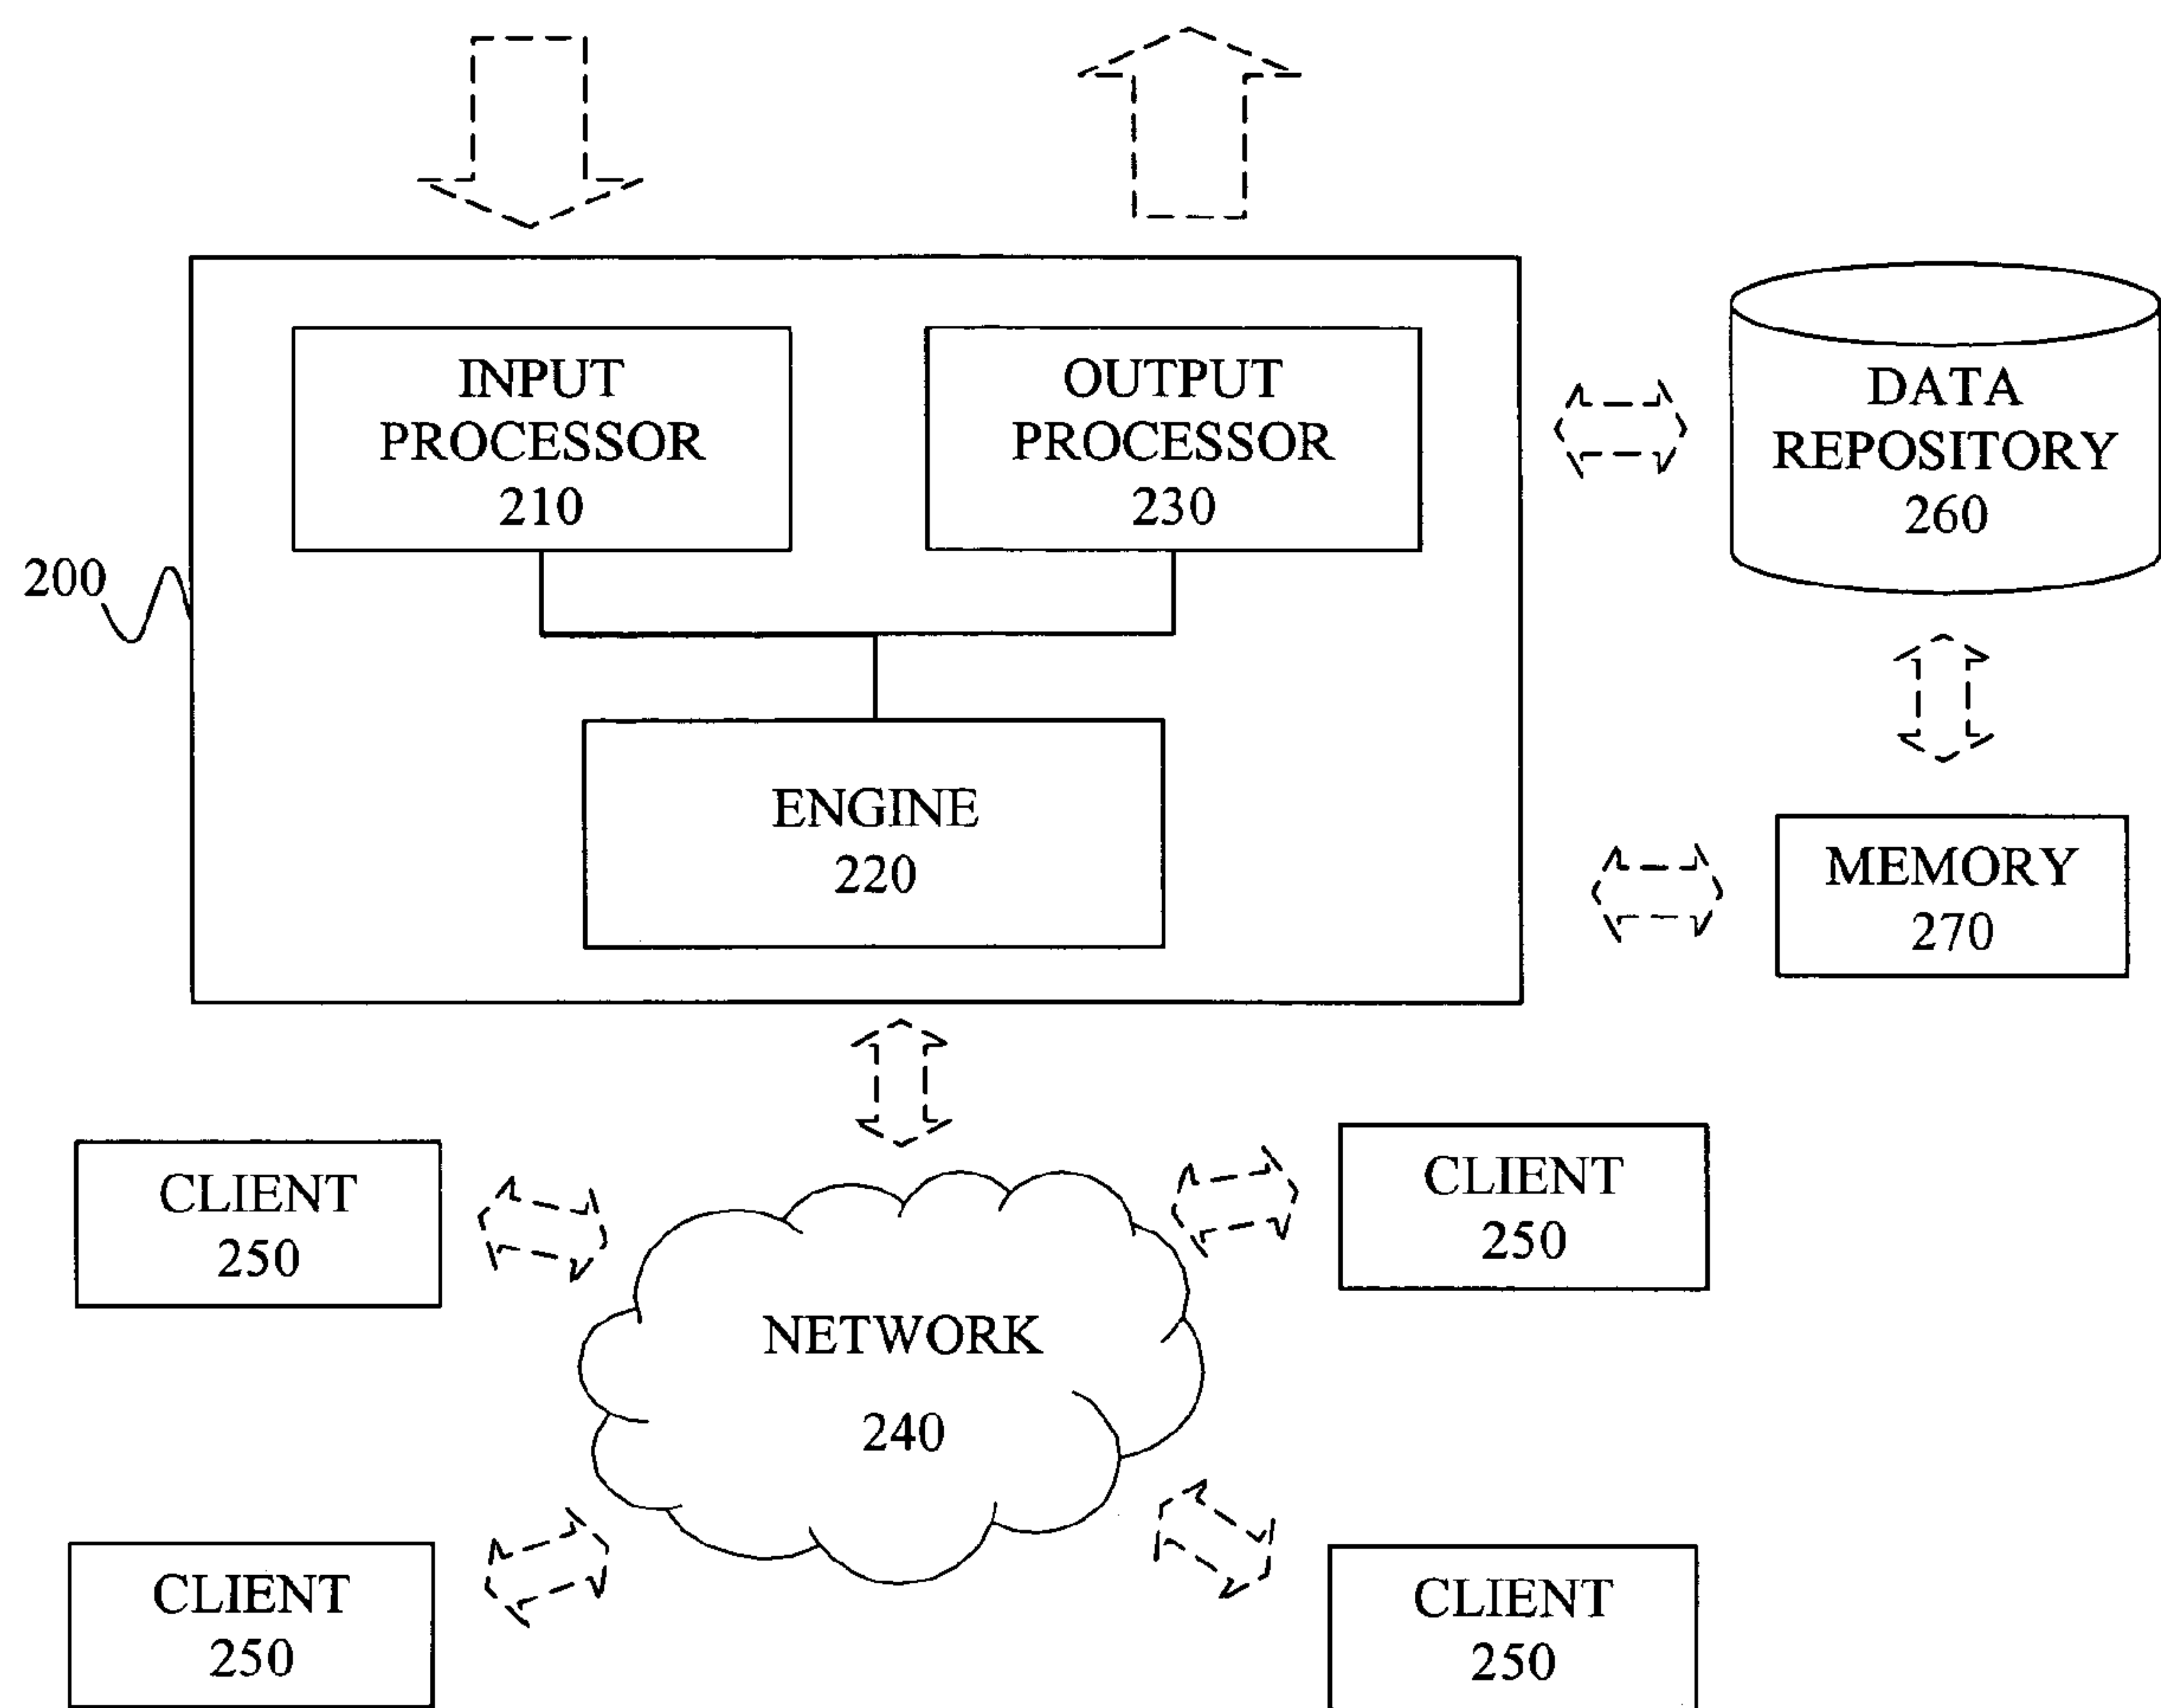 INPUT
PROCESSOR
210
OUTPUT
PROCESSOR
230
DATA
REPOSITORY
260
200
ENGINE
220
MEMORY
270
CLIENT
250
CLIENT
250
NETWORK
240
CLIENT
250
CLIENT
250